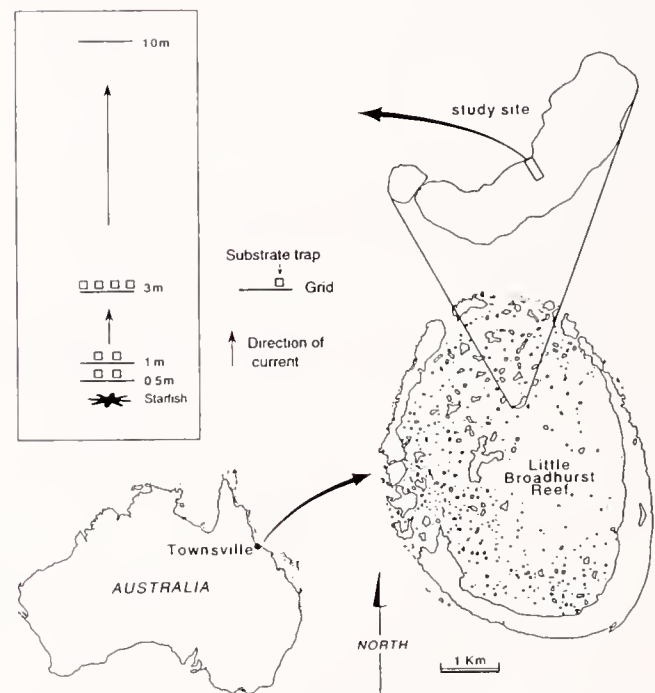 10m
study site
Substrate trap
3m
Grid
Direction of
current
1m
0.5m
Starfish
Little
Broadhurst
Reef
Townsville
AUSTRALIA
NORTH
1 Km